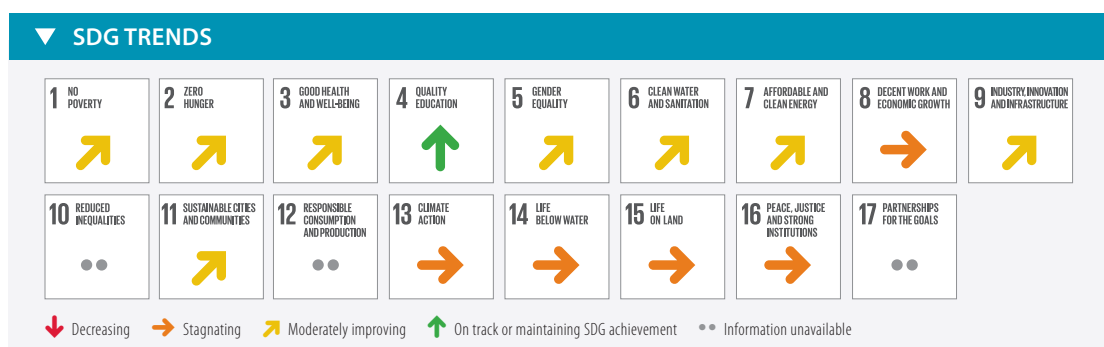 SDG TRENDS
1 NO
POVERTY
2 ZERO
HUNGER
3 GOOD HEALTH
AND WELL-BEING
4 QUALITY
EDUCATION
5 GENDER
EQUALITY
6 CLEAN WATER
AND SANITATION
7 AFFORDABLE AND
CLEAN ENERGY
8 DECENT WORK AND
ECONOMIC GROWTH
9 INDUSTRY, INNOVATION
AND INFRASTRUCTURE
10 REDUCED
INEQUALITIES
11 SUSTAINABLE CITIES
AND COMMUNITIES
12 RESPONSIBLE
CONSUMPTION
AND PRODUCTION
13 CLIMATE
ACTION
14 LIFE
BELOW WATER
15 LIFE
ON LAND
16 PEACE, JUSTICE
AND STRONG
INSTITUTIONS
17 PARTNERSHIPS
FOR THE GOALS
Decreasing Stagnating Moderately improving On track or maintaining SDG achievement Information unavailable